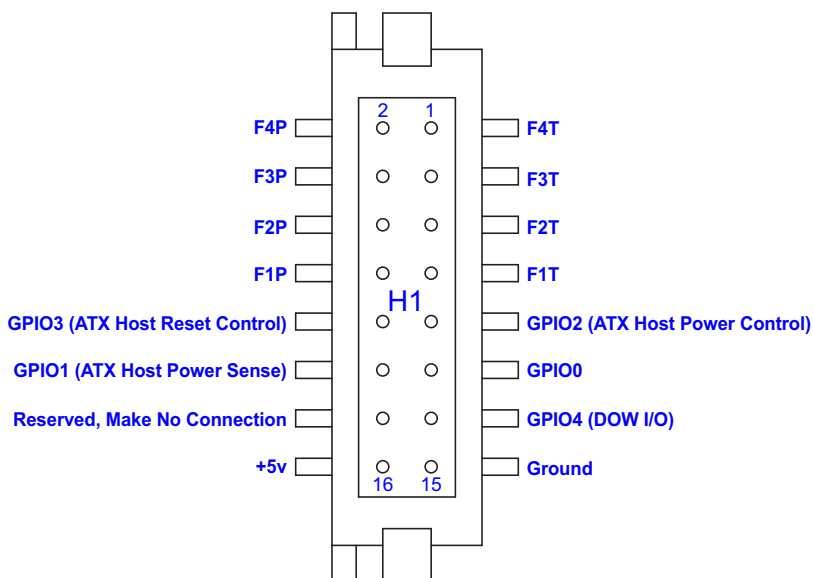 2 1
F4P F4T
F3P F3T
F2P F2T
F1P F1T
H1
GPIO3 (ATX Host Reset Control) GPIO2 (ATX Host Power Control)
GPIO1 (ATX Host Power Sense) GPIO0
Reserved, Make No Connection GPIO4 (DOW I/O)
+5v Ground
16 15